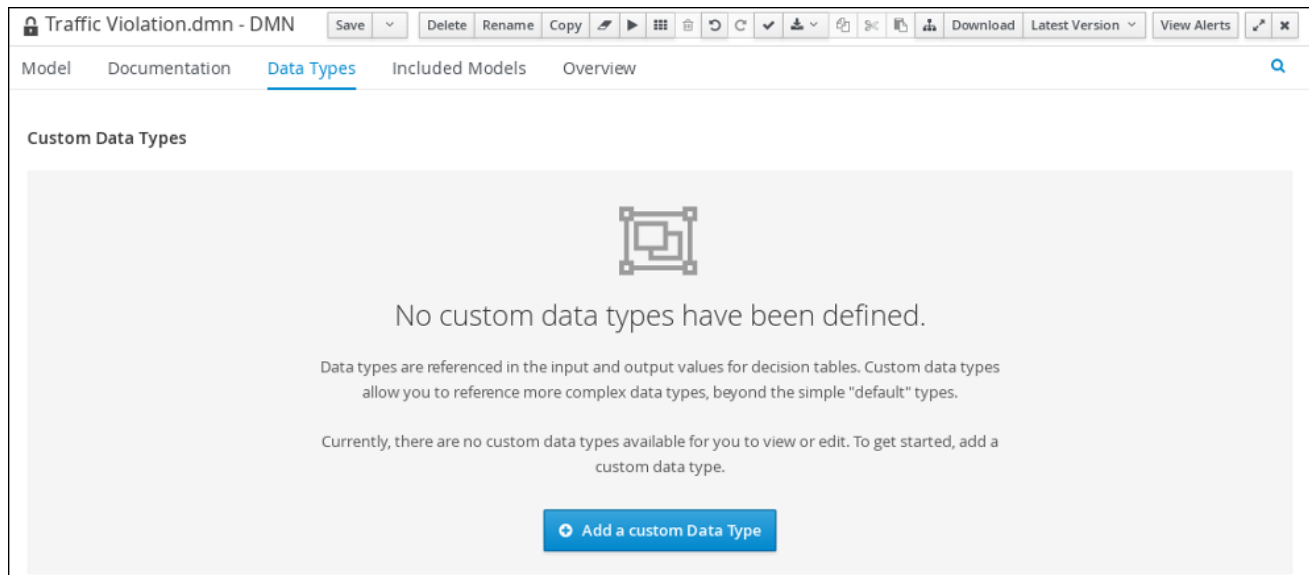 Traffic Violation.dmn - DMN Save Delete Rename Copy Download Latest Version View Alerts
Model Documentation Data Types Included Models Overview
Custom Data Types
No custom data types have been defined.
Data types are referenced in the input and output values for decision tables. Custom data types
allow you to reference more complex data types, beyond the simple "default" types.
Currently, there are no custom data types available for you to view or edit. To get started, add a
custom data type.
Add a custom Data Type